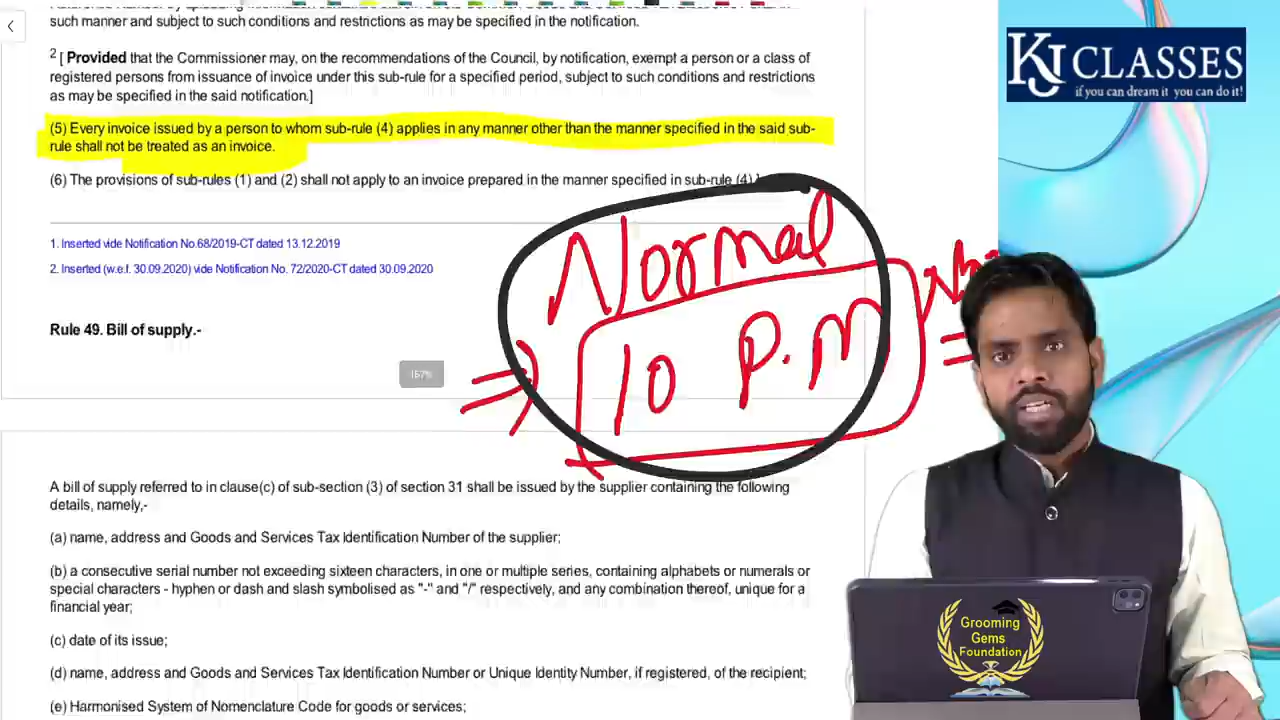 such manner and subject to such conditions and restrictions as may be specified in the notification.
2 [ Provided that the Commissioner may, on the recommendations of the Council, by notification, exempt a person or a class of
registered persons from issuance of invoice under this sub-rule for a specified period, subject to such conditions and restrictions
as may be specified in the said notification.]
(5) Every invoice issued by a person to whom sub-rule (4) applies in any manner other than the manner specified in the said sub-
rule shall not be treated as an invoice.
(6) The provisions of sub-rules (1) and (2) shall not apply to an invoice prepared in the manner specified in sub-rule (4).]
1. Inserted vide Notification No.68/2019-CT dated 13.12.2019
2. Inserted (w.e.f. 30.09.2020) vide Notification No. 72/2020-CT dated 30.09.2020
Normal
10 P.M
Rule 49. Bill of supply.-
167%
A bill of supply referred to in clause(c) of sub-section (3) of section 31 shall be issued by the supplier containing the following
details, namely,-
(a) name, address and Goods and Services Tax Identification Number of the supplier;
(b) a consecutive serial number not exceeding sixteen characters, in one or multiple series, containing alphabets or numerals or
special characters - hyphen or dash and slash symbolised as "-" and "/" respectively, and any combination thereof, unique for a
financial year;
(c) date of its issue;
(d) name, address and Goods and Services Tax Identification Number or Unique Identity Number, if registered, of the recipient;
(e) Harmonised System of Nomenclature Code for goods or services;
KJ CLASSES
if you can dream it you can do it!
Grooming
Gems
Foundation